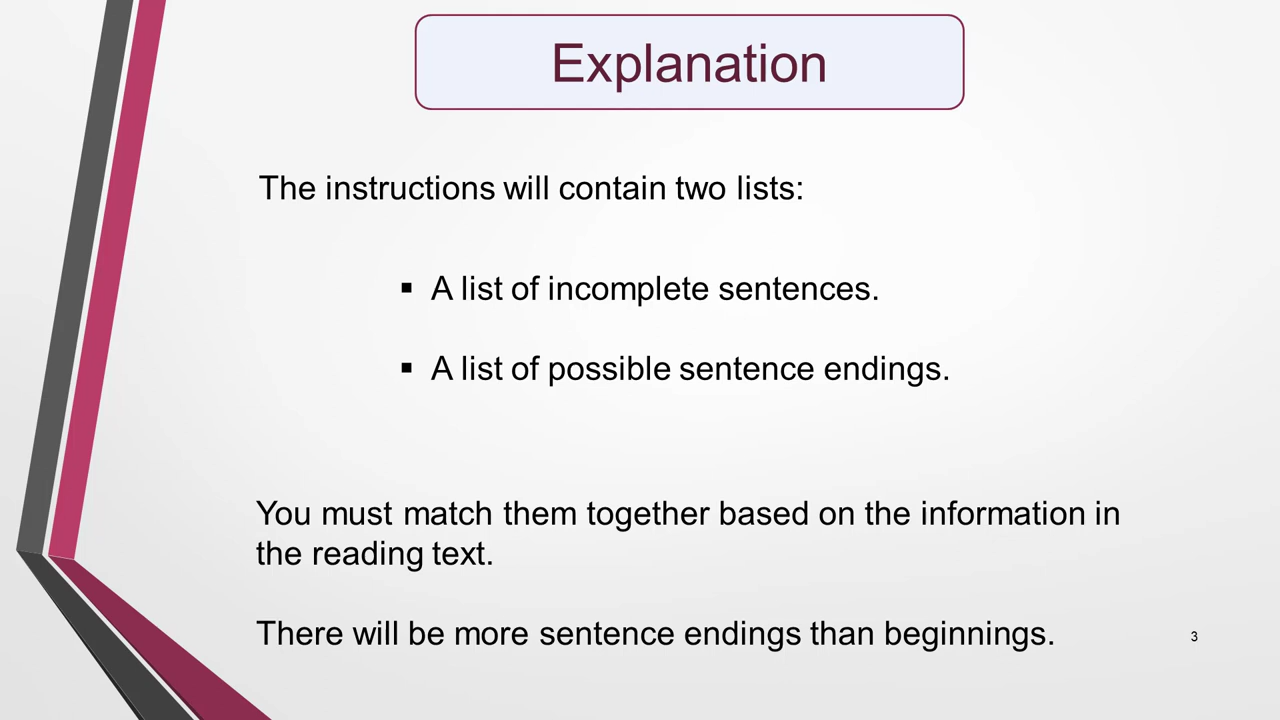 Explanation
The instructions will contain two lists:
▪ A list of incomplete sentences.
▪ A list of possible sentence endings.
You must match them together based on the information in
the reading text.
There will be more sentence endings than beginnings.
3